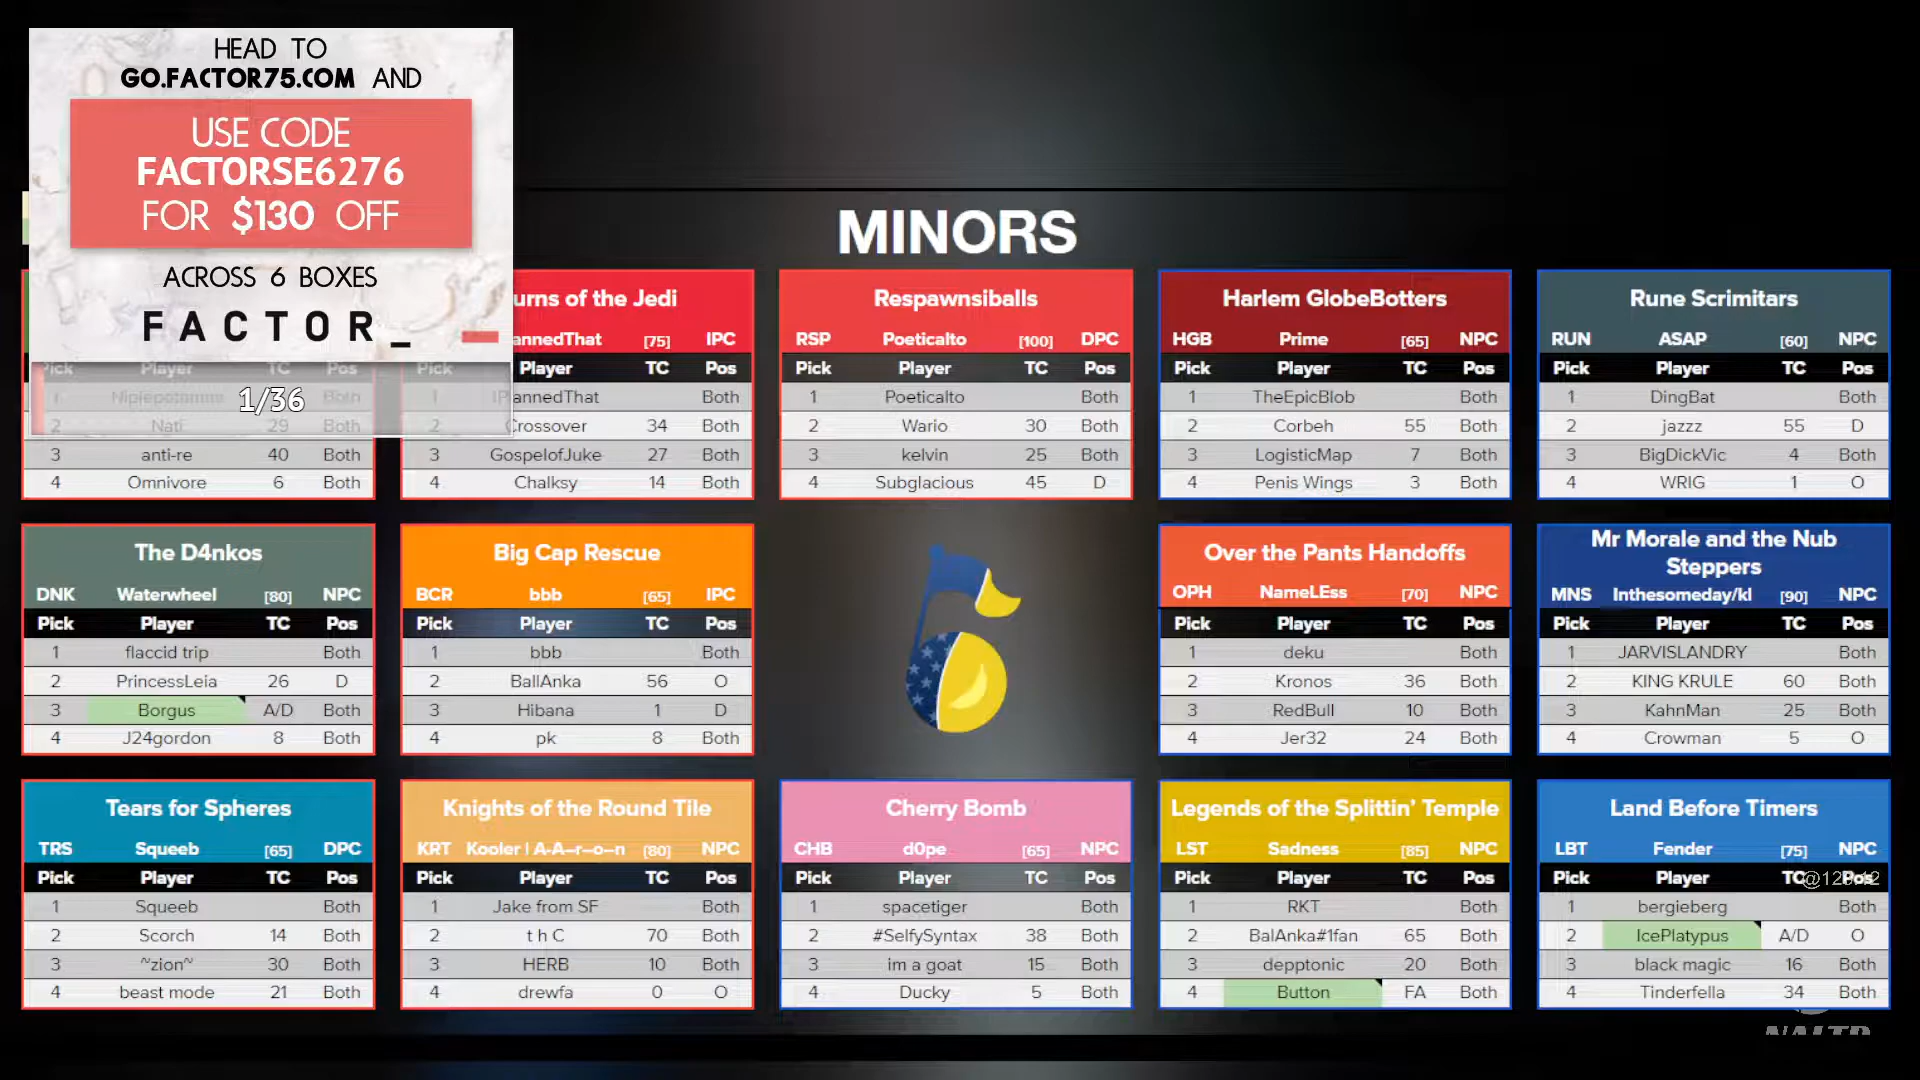 HEAD TO
GO.FACTOR75.COM AND
USE CODE
FACTORSE6276
FOR $130 OFF
ACROSS 6 BOXES
FACTOR_
1/36
MINORS
Pick Player TC Pos
1 Both
2 Nati 29 Both
3 anti-re 40 Both
4 Omnivore 6 Both
urns of the Jedi
annedThat [75] IPC
Pick Player TC Pos
1 IPlannedThat Both
2 Crossover 34 Both
3 GospelofJuke 27 Both
4 Chalksy 14 Both
Respawnsiballs
RSP Poeticalto [100] DPC
Pick Player TC Pos
1 Poeticalto Both
2 Wario 30 Both
3 kelvin 25 Both
4 Subglacious 45 D
Harlem GlobeBotters
HGB Prime [65] NPC
Pick Player TC Pos
1 TheEpicBlob Both
2 Corbeh 55 Both
3 LogisticMap 7 Both
4 Penis Wings 3 Both
Rune Scrimitars
RUN ASAP [60] NPC
Pick Player TC Pos
1 DingBat Both
2 jazzz 55 D
3 BigDickVic 4 Both
4 WRIG 1 O
The D4nkos
DNK Waterwheel [80] NPC
Pick Player TC Pos
1 flaccid trip Both
2 PrincessLeia 26 D
3 Borgus A/D Both
4 J24gordon 8 Both
Big Cap Rescue
BCR bbb [65] IPC
Pick Player TC Pos
1 bbb Both
2 BallAnka 56 O
3 Hibana 1 D
4 pk 8 Both
Over the Pants Handoffs
OPH NameLEss [70] NPC
Pick Player TC Pos
1 deku Both
2 Kronos 36 Both
3 RedBull 10 Both
4 Jer32 24 Both
Mr Morale and the Nub
Steppers
MNS Inthesomeday/kl [90] NPC
Pick Player TC Pos
1 JARVISLANDRY Both
2 KING KRULE 60 Both
3 KahnMan 25 Both
4 Crowman 5 O
Tears for Spheres
TRS Squeeb [65] DPC
Pick Player TC Pos
1 Squeeb Both
2 Scorch 14 Both
3 ~zion~ 30 Both
4 beast mode 21 Both
Knights of the Round Tile
KRT Kooler | A-A-r-o-n [80] NPC
Pick Player TC Pos
1 Jake from SF Both
2 t h C 70 Both
3 HERB 10 Both
4 drewfa 0 O
Cherry Bomb
CHB d0pe [65] NPC
Pick Player TC Pos
1 spacetiger Both
2 #SelfySyntax 38 Both
3 im a goat 15 Both
4 Ducky 5 Both
Legends of the Splittin' Temple
LST Sadness [85] NPC
Pick Player TC Pos
1 RKT Both
2 BalAnka#1fan 65 Both
3 depptonic 20 Both
4 Button FA Both
Land Before Timers
LBT Fender [75] NPC
Pick Player TC Pos
1 bergieberg Both
2 IcePlatypus A/D O
3 black magic 16 Both
4 Tinderfella 34 Both